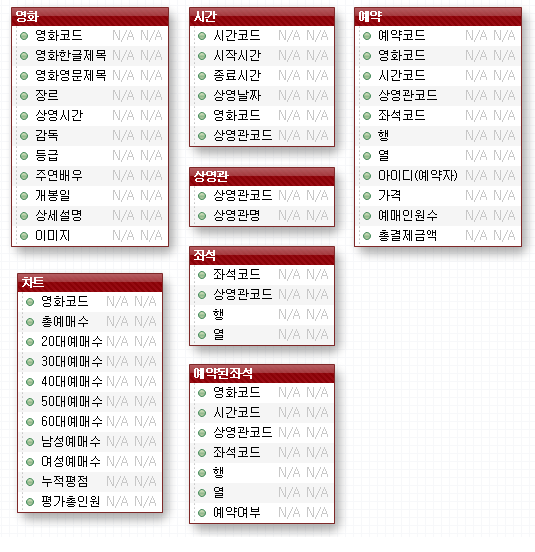 영화
영화코드 N/A N/A
영화한글제목 N/A N/A
영화영문제목 N/A N/A
장르 N/A N/A
상영시간 N/A N/A
감독 N/A N/A
등급 N/A N/A
주연배우 N/A N/A
개봉일 N/A N/A
상세설명 N/A N/A
이미지 N/A N/A
차트
영화코드 N/A N/A
총예매수 N/A N/A
20대예매수 N/A N/A
30대예매수 N/A N/A
40대예매수 N/A N/A
50대예매수 N/A N/A
60대예매수 N/A N/A
남성예매수 N/A N/A
여성예매수 N/A N/A
누적평점 N/A N/A
평가총인원 N/A N/A
시간
시간코드 N/A N/A
시작시간 N/A N/A
종료시간 N/A N/A
상영날짜 N/A N/A
영화코드 N/A N/A
상영관코드 N/A N/A
상영관
상영관코드 N/A N/A
상영관명 N/A N/A
좌석
좌석코드 N/A N/A
상영관코드 N/A N/A
행 N/A N/A
열 N/A N/A
예약된좌석
영화코드 N/A N/A
시간코드 N/A N/A
상영관코드 N/A N/A
좌석코드 N/A N/A
행 N/A N/A
열 N/A N/A
예약여부 N/A N/A
예약
예약코드 N/A N/A
영화코드 N/A N/A
시간코드 N/A N/A
상영관코드 N/A N/A
좌석코드 N/A N/A
행 N/A N/A
열 N/A N/A
아이디(예약자) N/A N/A
가격 N/A N/A
예매인원수 N/A N/A
총결제금액 N/A N/A